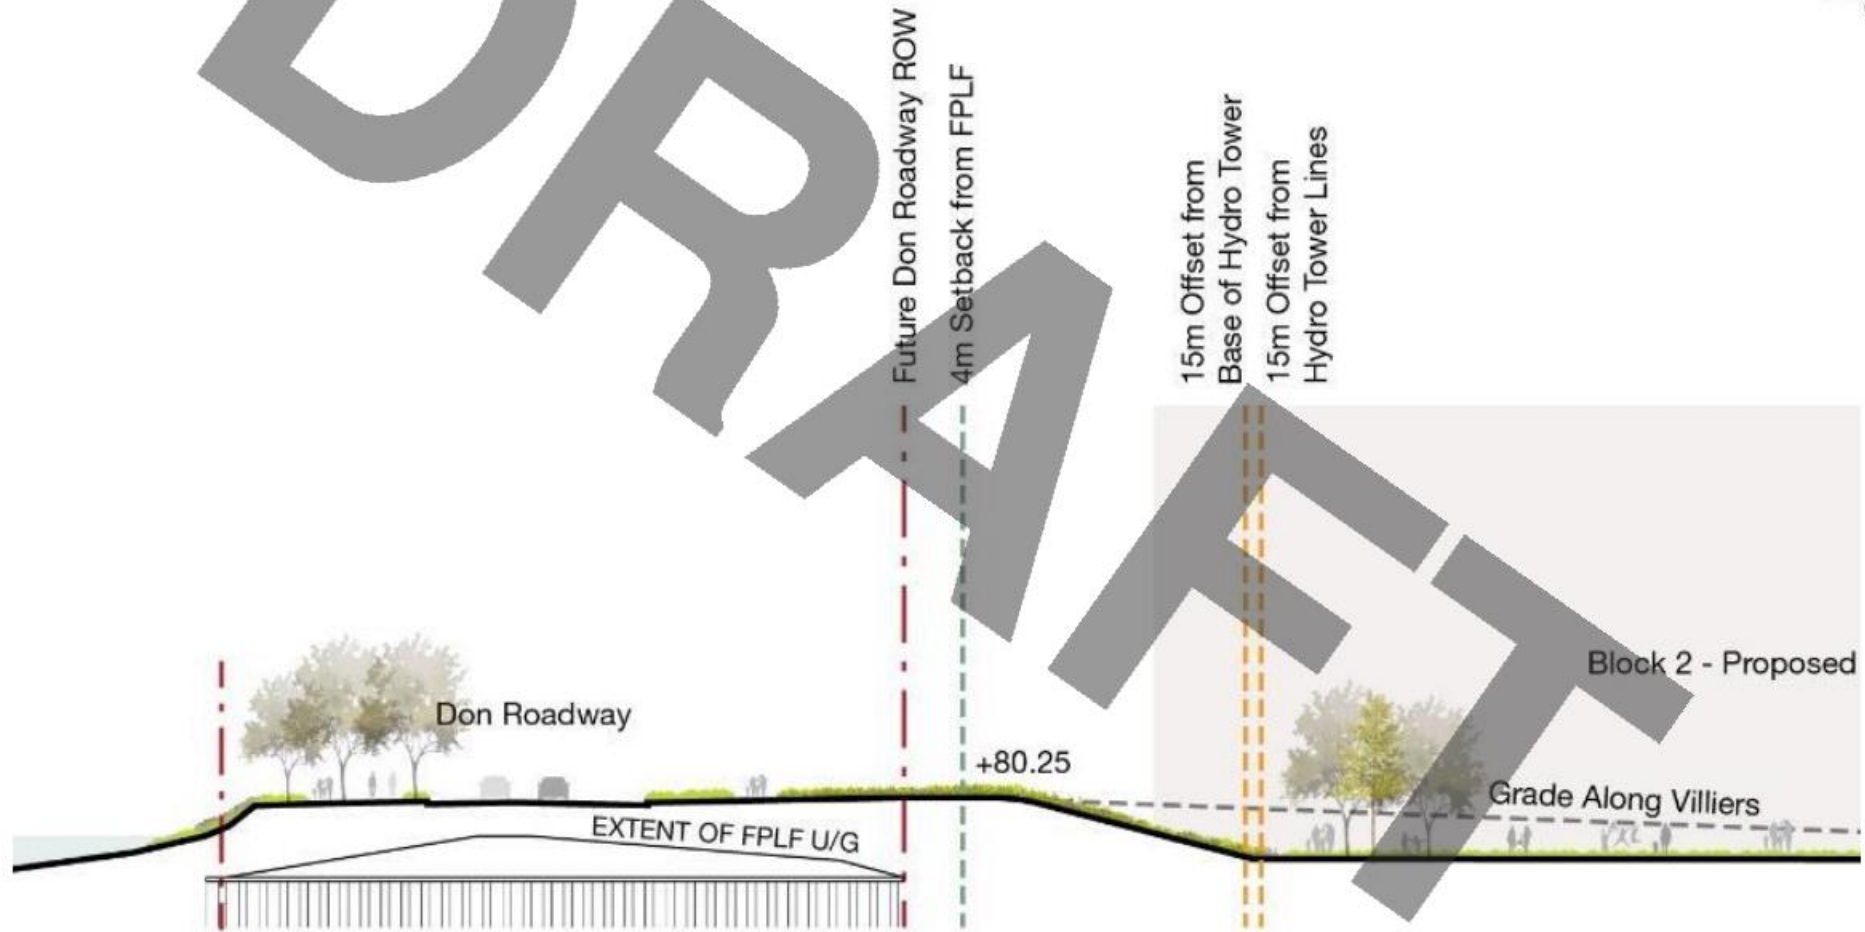 Future Don Roadway ROW
4m Setback from FPLF
15m Offset from
Base of Hydro Tower
15m Offset from
Hydro Tower Lines
DRAFT
Block 2 - Proposed
Don Roadway
+80.25
Grade Along Villiers
EXTENT OF FPLF U/G